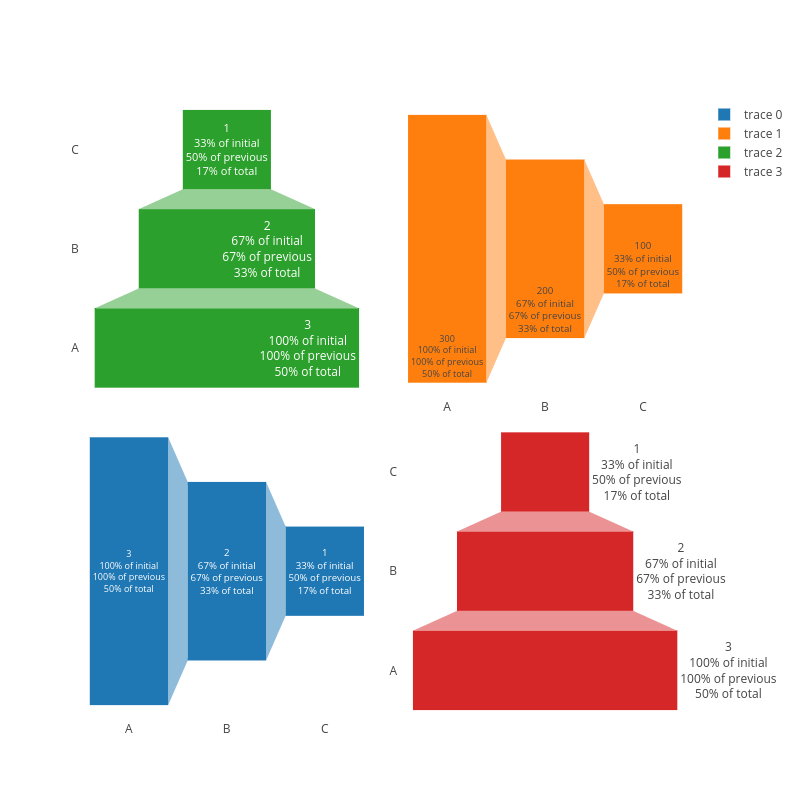 C
1
33% of initial
50% of previous
17% of total
B
2
67% of initial
67% of previous
33% of total
A
3
100% of initial
100% of previous
50% of total
300
100% of initial
100% of previous
50% of total
200
67% of initial
67% of previous
33% of total
100
33% of initial
50% of previous
17% of total
A B C
trace 0
trace 1
trace 2
trace 3
3
100% of initial
100% of previous
50% of total
2
67% of initial
67% of previous
33% of total
1
33% of initial
50% of previous
17% of total
A B C
C
1
33% of initial
50% of previous
17% of total
B
2
67% of initial
67% of previous
33% of total
A
3
100% of initial
100% of previous
50% of total